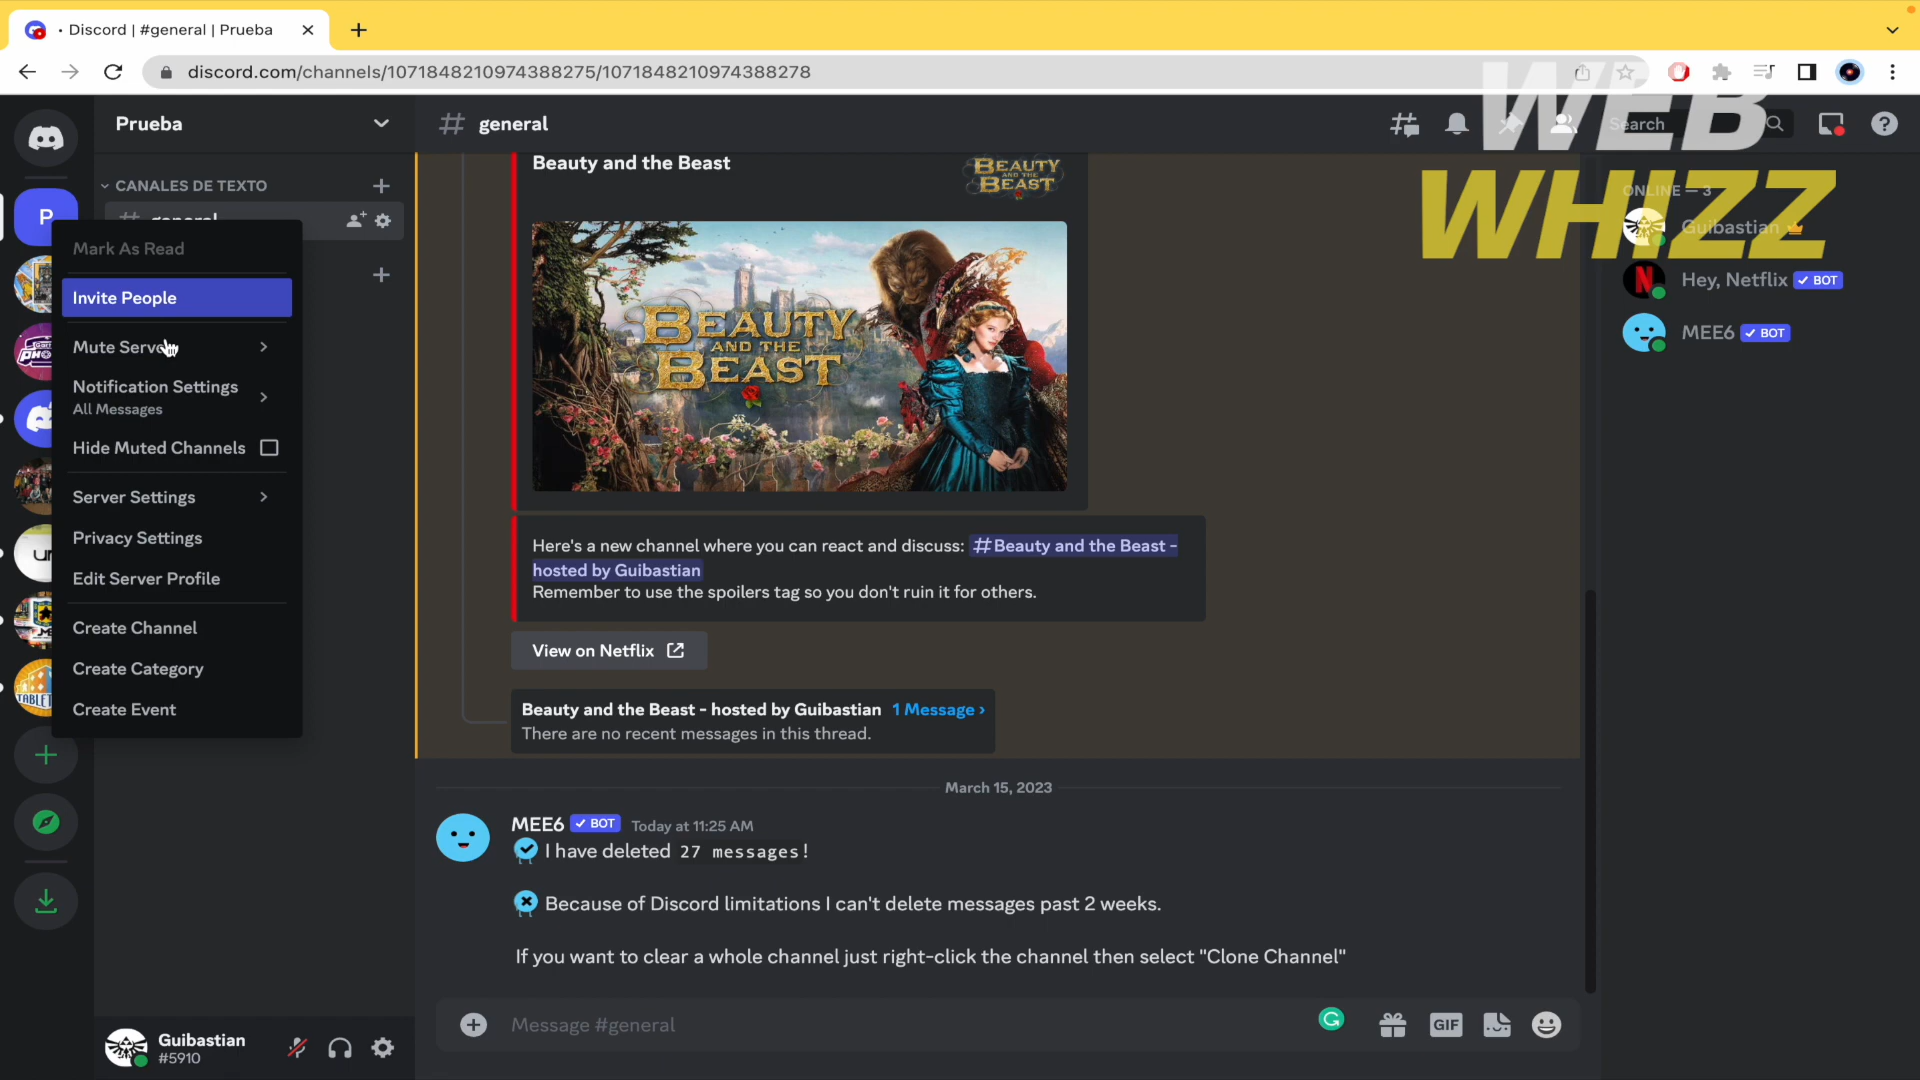 • Discord | #general | Prueba
discord.com/channels/1071848210974388275/1071848210974388278
WEB
WHIZZ
Prueba
general
Search
CANALES DE TEXTO
general
P
Mark As Read
Invite People
Mute Server
Notification Settings
All Messages
Hide Muted Channels
Server Settings
Privacy Settings
Edit Server Profile
Create Channel
Create Category
Create Event
Beauty and the Beast
BEAUTY
AND THE
BEAST
BEAUTY
AND THE
BEAST
Here's a new channel where you can react and discuss: #Beauty and the Beast -
hosted by Guibastian
Remember to use the spoilers tag so you don't ruin it for others.
View on Netflix
Beauty and the Beast - hosted by Guibastian 1 Message ›
There are no recent messages in this thread.
March 15, 2023
MEE6 BOT Today at 11:25 AM
I have deleted 27 messages!
Because of Discord limitations I can't delete messages past 2 weeks.
If you want to clear a whole channel just right-click the channel then select "Clone Channel"
Message #general
GIF
ONLINE — 3
Guibastian
Hey, Netflix BOT
MEE6 BOT
Guibastian
#5910